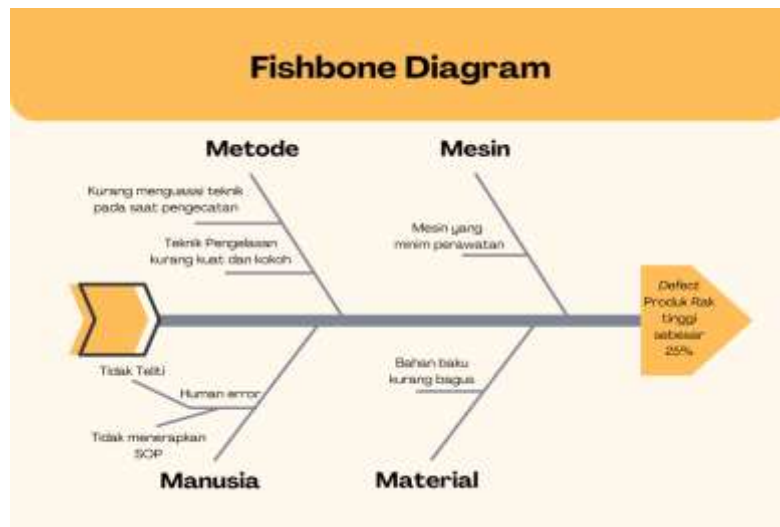 Fishbone Diagram
Metode
Mesin
Kurang menguasai teknik
pada saat pengecatan
Teknik Pengelasan
kurang kuat dan kokoh
Mesin yang
minim perawatan
Defect
Produk Rak
tinggi
sebesar
25%
Tidak Teliti
Human error
Tidak menerapkan
SOP
Bahan baku
kurang bagus
Manusia
Material